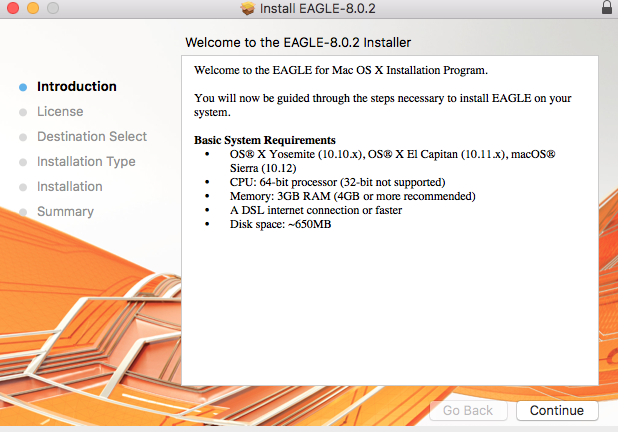 Install EAGLE-8.0.2
Welcome to the EAGLE-8.0.2 Installer
Introduction
License
Destination Select
Installation Type
Installation
Summary
Welcome to the EAGLE for Mac OS X Installation Program.
You will now be guided through the steps necessary to install EAGLE on your
system.
Basic System Requirements
• OS® X Yosemite (10.10.x), OS® X El Capitan (10.11.x), macOS®
Sierra (10.12)
• CPU: 64-bit processor (32-bit not supported)
• Memory: 3GB RAM (4GB or more recommended)
• A DSL internet connection or faster
• Disk space: ~650MB
Go Back
Continue